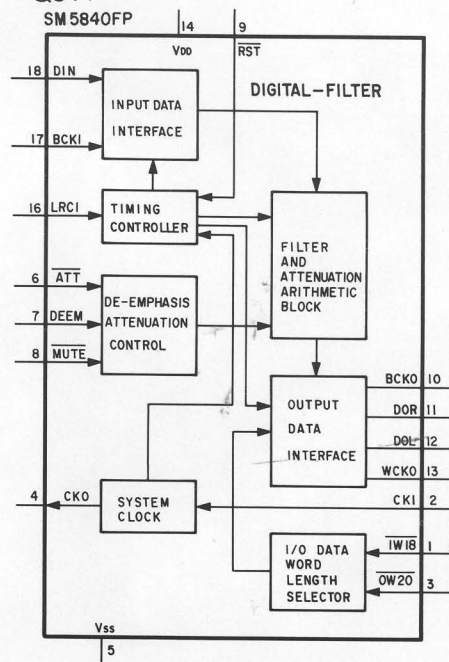 SM5840FP
14 9
VDD RST
18 DIN
DIGITAL-FILTER
INPUT DATA
INTERFACE
17 BCKI
16 LRCI
TIMING
CONTROLLER
FILTER
AND
ATTENUATION
ARITHMETIC
BLOCK
6 ATT
7 DEEM
8 MUTE
DE-EMPHASIS
ATTENUATION
CONTROL
OUTPUT
DATA
INTERFACE
BCKO 10
DOR 11
DOL 12
WCKO 13
4 CKO
SYSTEM
CLOCK
CKI 2
I/O DATA
WORD
LENGTH
SELECTOR
IW18 1
OW20 3
VSS
5